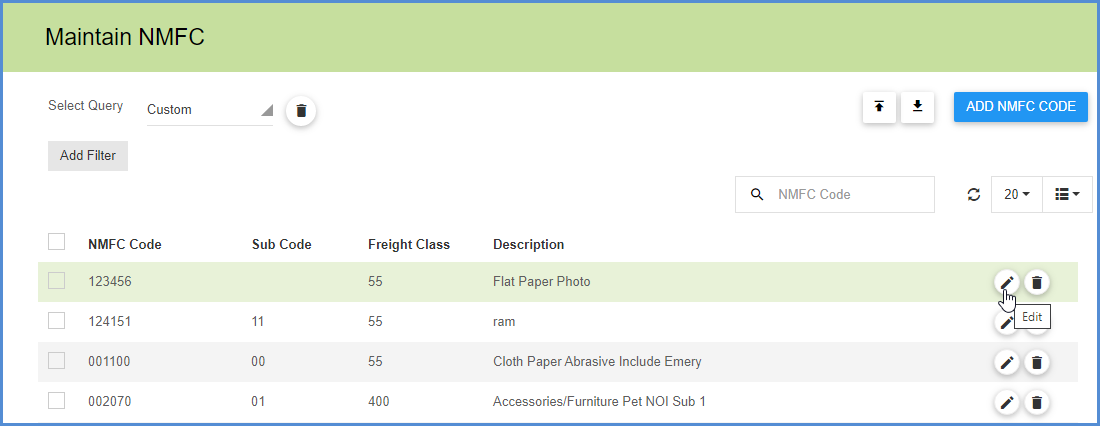 Maintain NMFC
Select Query Custom ADD NMFC CODE
Add Filter
NMFC Code 20
NMFC Code Sub Code Freight Class Description
123456 55 Flat Paper Photo
Edit
124151 11 55 ram
001100 00 55 Cloth Paper Abrasive Include Emery
002070 01 400 Accessories/Furniture Pet NOI Sub 1